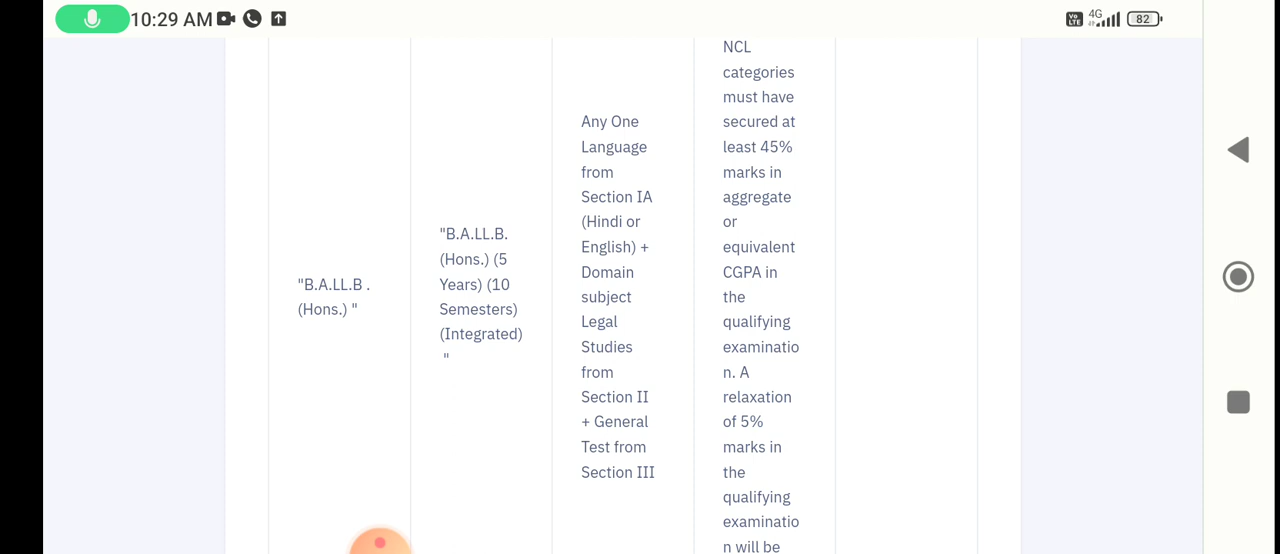 10:29 AM
Vo
LTE
4G
82
"B.A.LL.B .
(Hons.) "
"B.A.LL.B.
(Hons.) (5
Years) (10
Semesters)
(Integrated)
"
Any One
Language
from
Section IA
(Hindi or
English) +
Domain
subject
Legal
Studies
from
Section II
+ General
Test from
Section III
NCL
categories
must have
secured at
least 45%
marks in
aggregate
or
equivalent
CGPA in
the
qualifying
examinatio
n. A
relaxation
of 5%
marks in
the
qualifying
examinatio
n will be